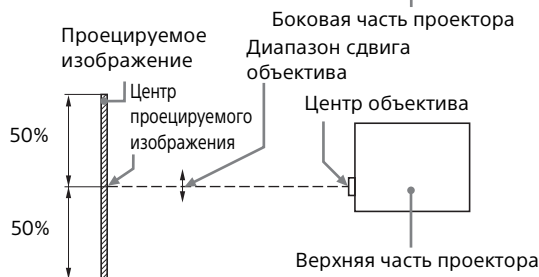 Боковая часть проектора
Проецируемое
изображение
Диапазон сдвига
объектива
Центр
проецируемого
изображения
Центр объектива
50%
50%
Верхняя часть проектора